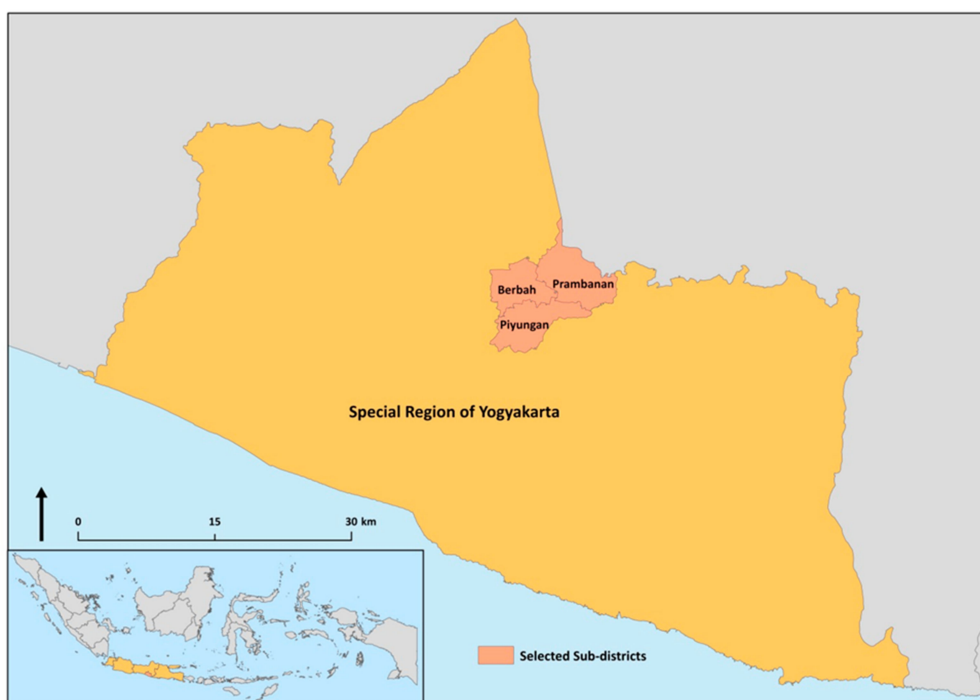 Berbah
Prambanan
Piyungan
Special Region of Yogyakarta
0 15 30 km
Selected Sub-districts